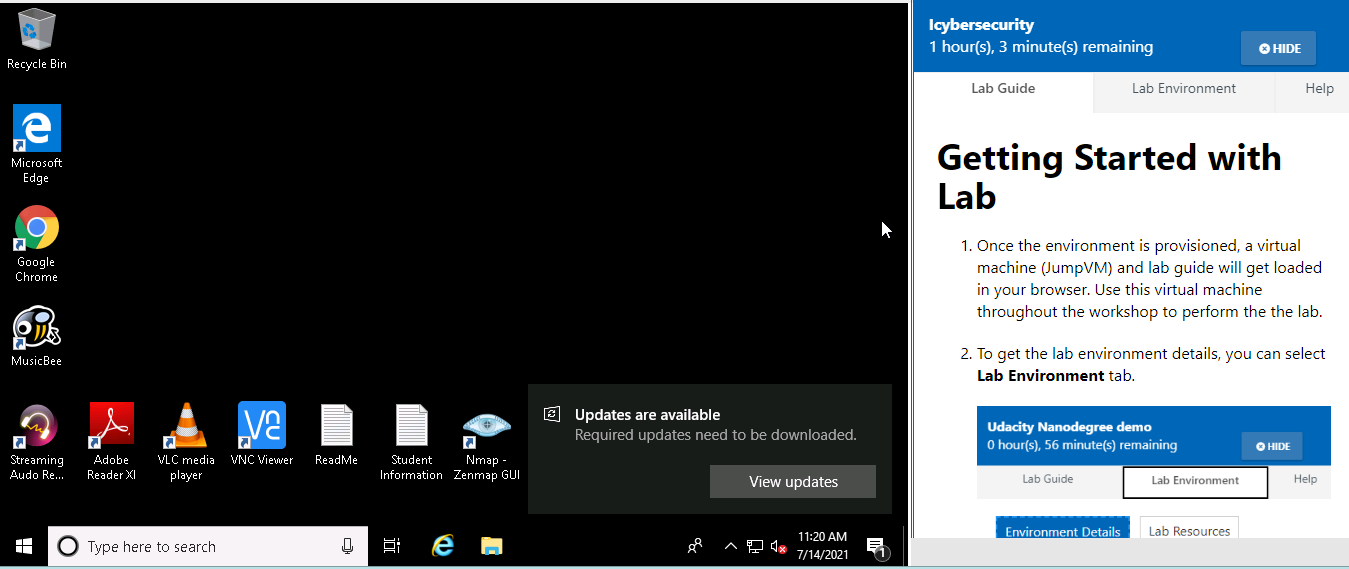 Recycle Bin
Microsoft
Edge
Google
Chrome
MusicBee
Streaming
Audo Re...
Adobe
Reader XI
VLC media
player
VNC Viewer
ReadMe
Student
Information
Nmap -
Zenmap GUI
Updates are available
Required updates need to be downloaded.
View updates
Type here to search
11:20 AM
7/14/2021
1
Icybersecurity
1 hour(s), 3 minute(s) remaining
HIDE
Lab Guide
Lab Environment
Help
Getting Started with
Lab
1. Once the environment is provisioned, a virtual
machine (JumpVM) and lab guide will get loaded
in your browser. Use this virtual machine
throughout the workshop to perform the the lab.
2. To get the lab environment details, you can select
Lab Environment tab.
Udacity Nanodegree demo
0 hour(s), 56 minute(s) remaining
HIDE
Lab Guide
Lab Environment
Help
Environment Details
Lab Resources